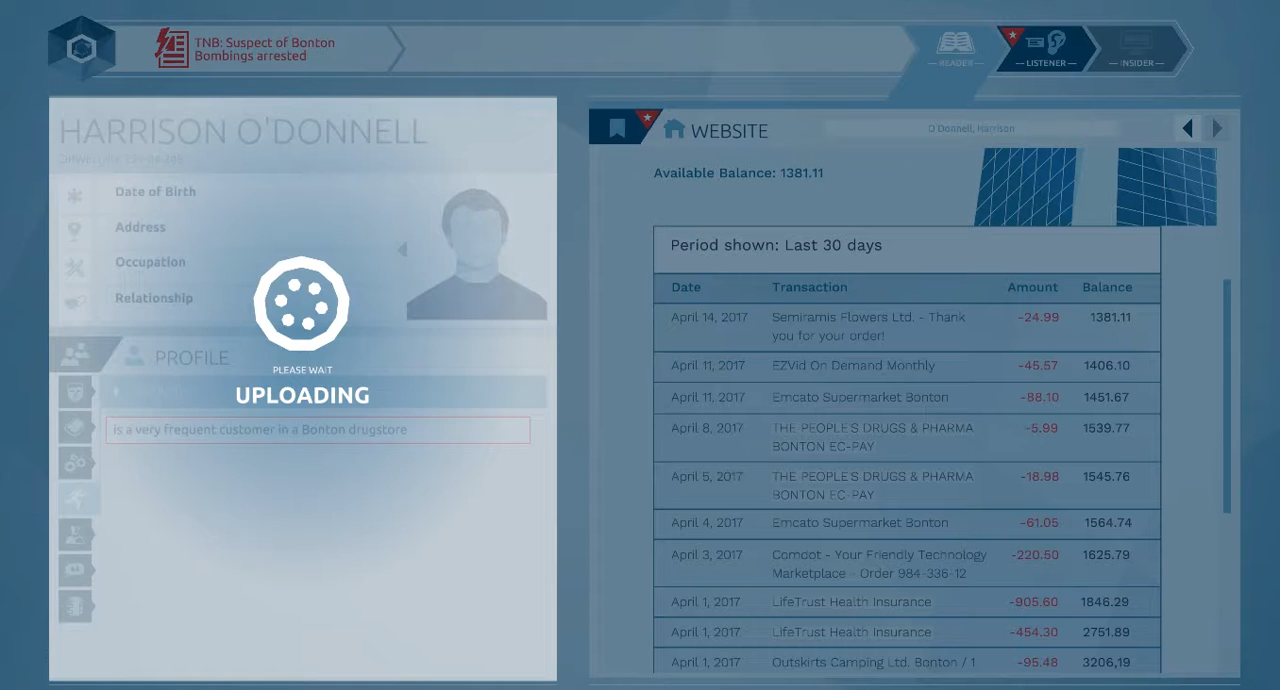 TNB: Suspect of Bonton
Bombings arrested
— READER —
— LISTENER —
— INSIDER —
HARRISON O'DONNELL
Date of Birth
Address
Occupation
Relationship
PROFILE
PLEASE WAIT
UPLOADING
is a very frequent customer in a Bonton drugstore
WEBSITE
O'Donnell, Harrison
Available Balance: 1381.11
Period shown: Last 30 days
Date Transaction Amount Balance
April 14, 2017 Semiramis Flowers Ltd. - Thank you for your order! -24.99 1381.11
April 11, 2017 EZVid On Demand Monthly -45.57 1406.10
April 11, 2017 Emcato Supermarket Bonton -88.10 1451.67
April 8, 2017 THE PEOPLE'S DRUGS & PHARMA BONTON EC-PAY -5.99 1539.77
April 5, 2017 THE PEOPLE'S DRUGS & PHARMA BONTON EC-PAY -18.98 1545.76
April 4, 2017 Emcato Supermarket Bonton -61.05 1564.74
April 3, 2017 Comdot - Your Friendly Technology Marketplace - Order 984-336-12 -220.50 1625.79
April 1, 2017 LifeTrust Health Insurance -905.60 1846.29
April 1, 2017 LifeTrust Health Insurance -454.30 2751.89
April 1, 2017 Outskirts Camping Ltd. Bonton / 1 -95.48 3206,19